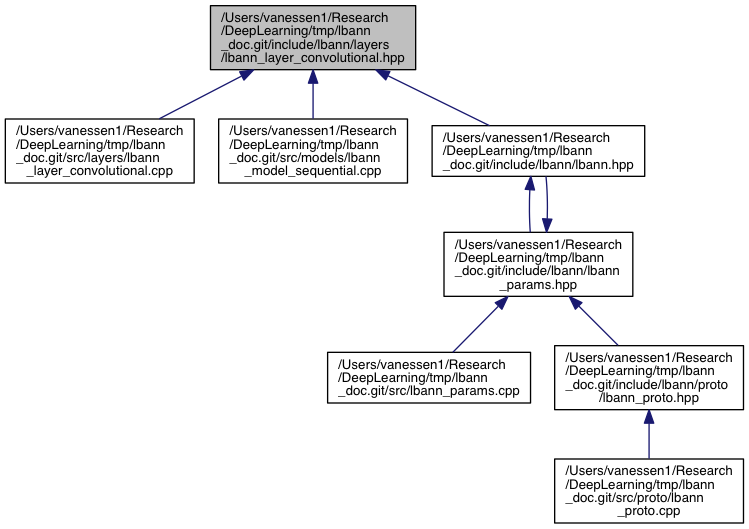 /Users/vanessen1/Research
/DeepLearning/tmp/lbann
_doc.git/include/lbann/layers
/lbann_layer_convolutional.hpp
/Users/vanessen1/Research
/DeepLearning/tmp/lbann
_doc.git/src/layers/lbann
_layer_convolutional.cpp
/Users/vanessen1/Research
/DeepLearning/tmp/lbann
_doc.git/src/models/lbann
_model_sequential.cpp
/Users/vanessen1/Research
/DeepLearning/tmp/lbann
_doc.git/include/lbann/lbann.hpp
/Users/vanessen1/Research
/DeepLearning/tmp/lbann
_doc.git/include/lbann/lbann
_params.hpp
/Users/vanessen1/Research
/DeepLearning/tmp/lbann
_doc.git/src/lbann_params.cpp
/Users/vanessen1/Research
/DeepLearning/tmp/lbann
_doc.git/include/lbann/proto
/lbann_proto.hpp
/Users/vanessen1/Research
/DeepLearning/tmp/lbann
_doc.git/src/proto/lbann
_proto.cpp